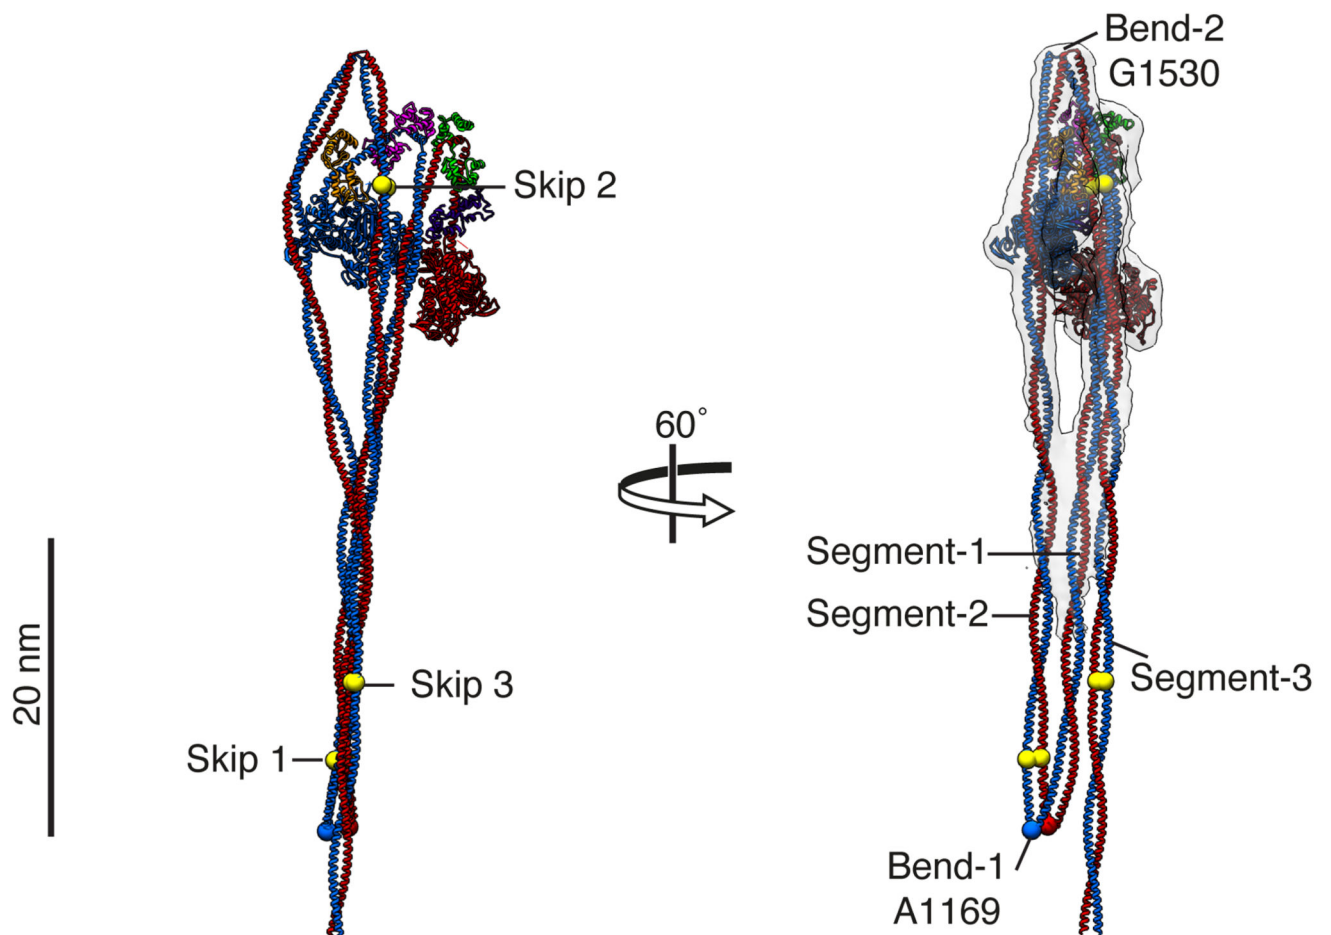 Bend-2
G1530
Skip 2
60°
Segment-1
Segment-2
Segment-3
20 nm
Skip 3
Skip 1
Bend-1
A1169